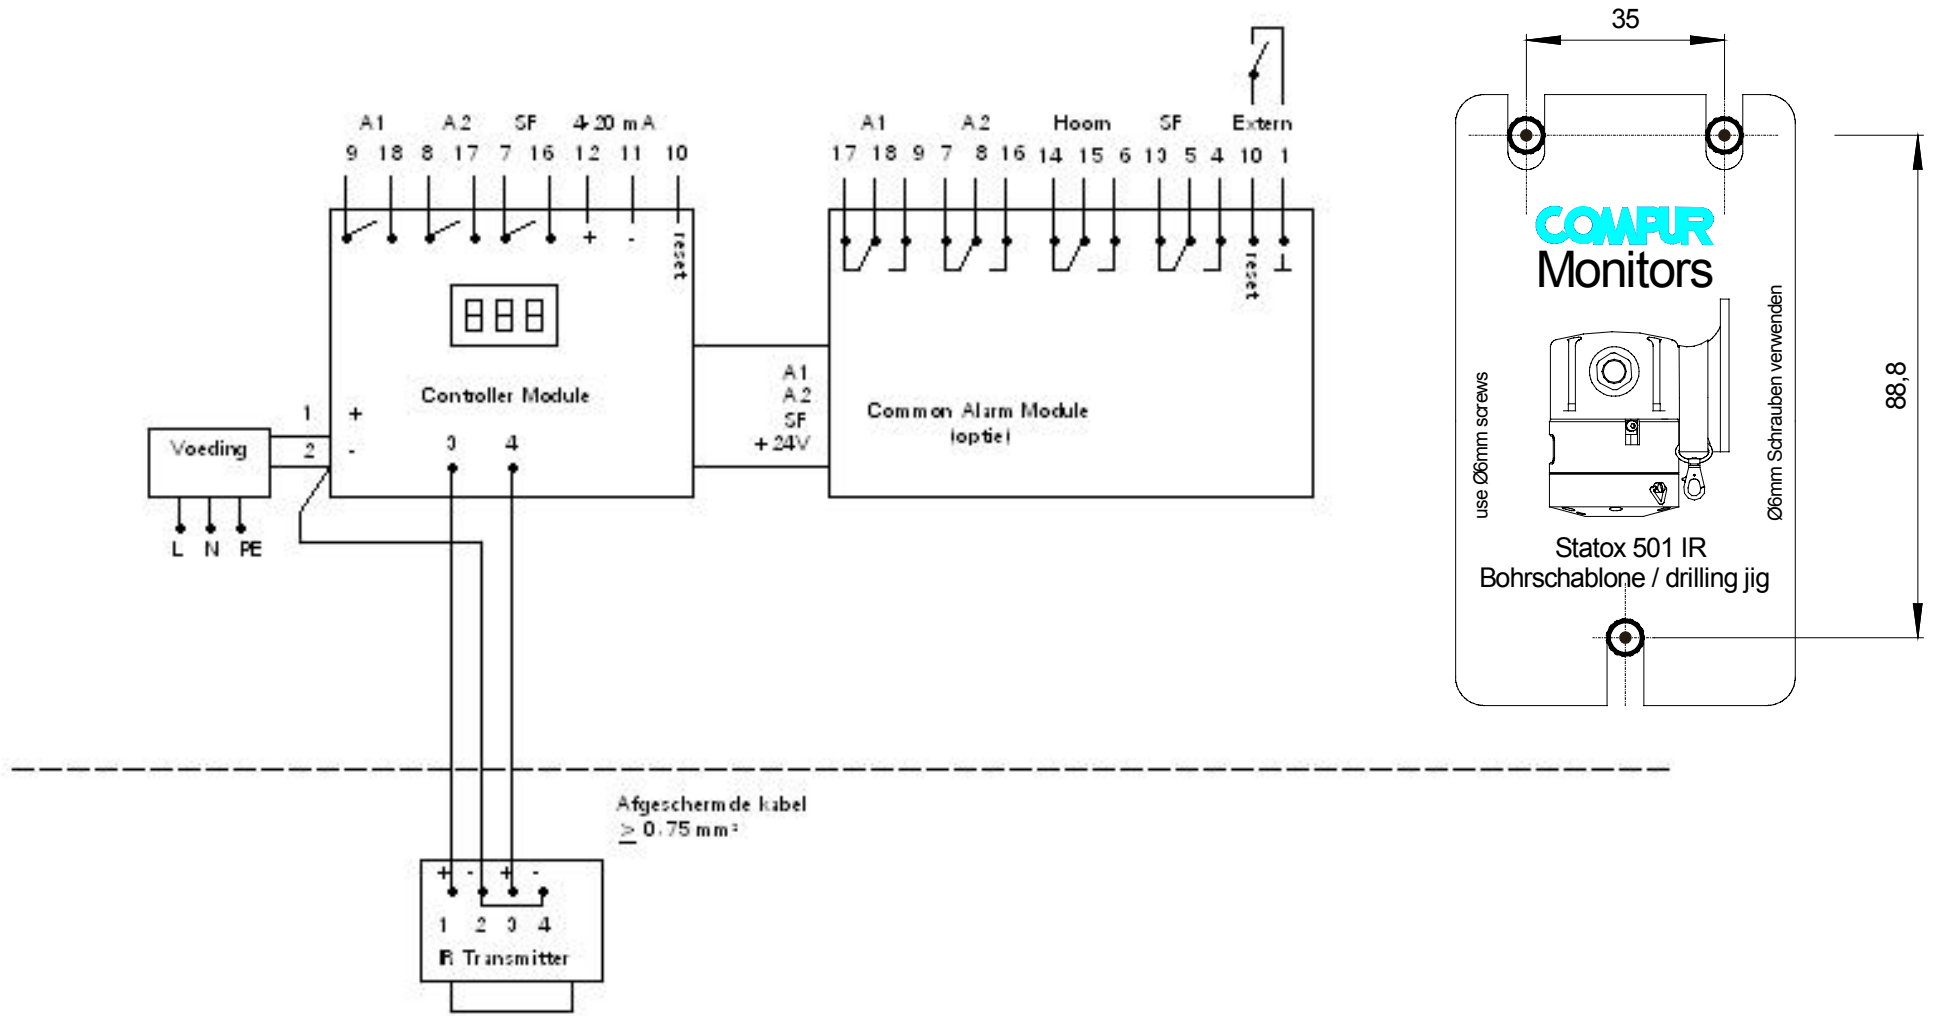 35
A1 A2 SF 4-20 mA
9 18 8 17 7 16 12 11 10
+ -
reset
A1 A2 Hoorn SF Extern
17 18 9 7 8 16 14 15 6 13 5 4 10 1
reset
Controller Module
1 +
2 -
3 4
Voeding
L N PE
A1
A2
SF
+24V
Common Alarm Module
(optie)
COMPUR
Monitors
use Ø6mm screws
Ø6mm Schrauben verwenden
88,8
Statox 501 IR
Bohrschablone / drilling jig
Afgeschermde kabel
≥ 0.75 mm²
+ - + -
1 2 3 4
IR Transmitter